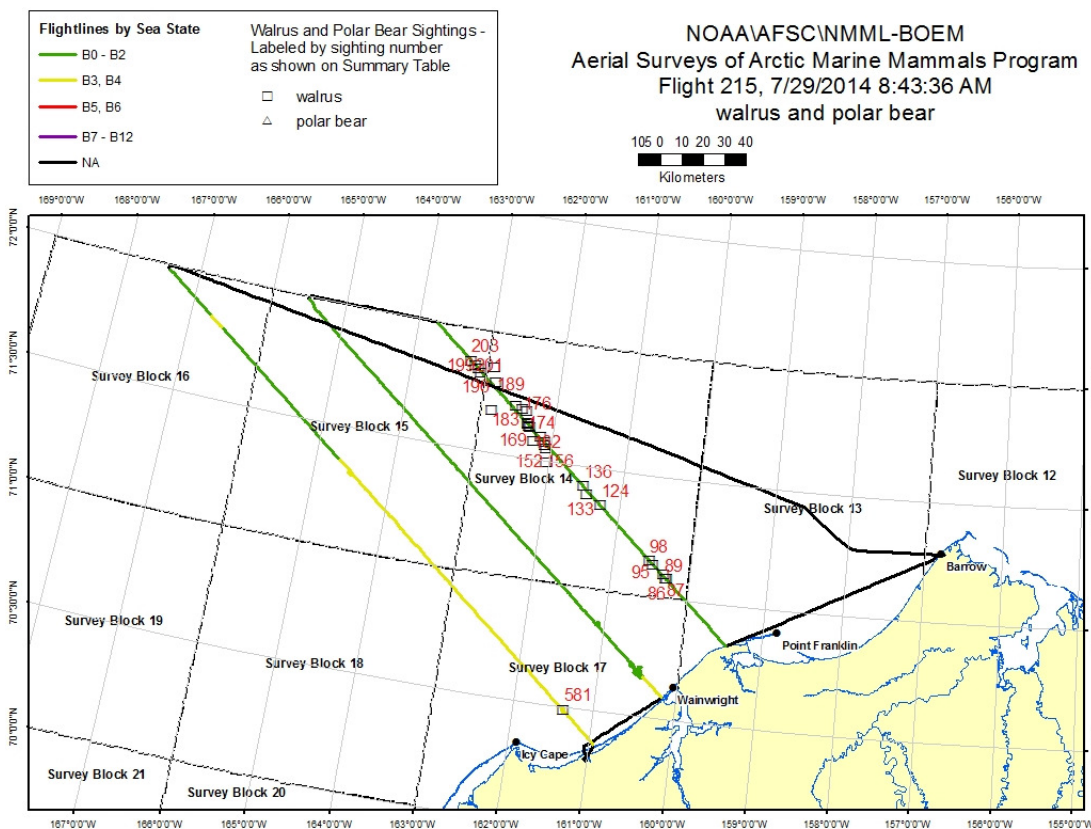 Flightlines by Sea State
B0 - B2
B3, B4
B5, B6
B7 - B12
NA
Walrus and Polar Bear Sightings -
Labeled by sighting number
as shown on Summary Table
walrus
polar bear
NOAA\AFSC\NMML-BOEM
Aerial Surveys of Arctic Marine Mammals Program
Flight 215, 7/29/2014 8:43:36 AM
walrus and polar bear
105 0 10 20 30 40
Kilometers
169°0'0"W 168°0'0"W 167°0'0"W 166°0'0"W 165°0'0"W 164°0'0"W 163°0'0"W 162°0'0"W 161°0'0"W 160°0'0"W 159°0'0"W 158°0'0"W 157°0'0"W 156°0'0"W
72°0'0"N
71°30'0"N
71°0'0"N
70°30'0"N
70°0'0"N
203
189
176
183
174
169
152 156
136
124
133
98
95 89
86 87
581
Survey Block 16
Survey Block 15
Survey Block 14
Survey Block 12
Survey Block 13
Barrow
Point Franklin
Survey Block 19
Survey Block 18
Survey Block 17
Wainwright
Icy Cape
Survey Block 21
Survey Block 20
167°0'0"W 166°0'0"W 165°0'0"W 164°0'0"W 163°0'0"W 162°0'0"W 161°0'0"W 160°0'0"W 159°0'0"W 158°0'0"W 157°0'0"W 156°0'0"W